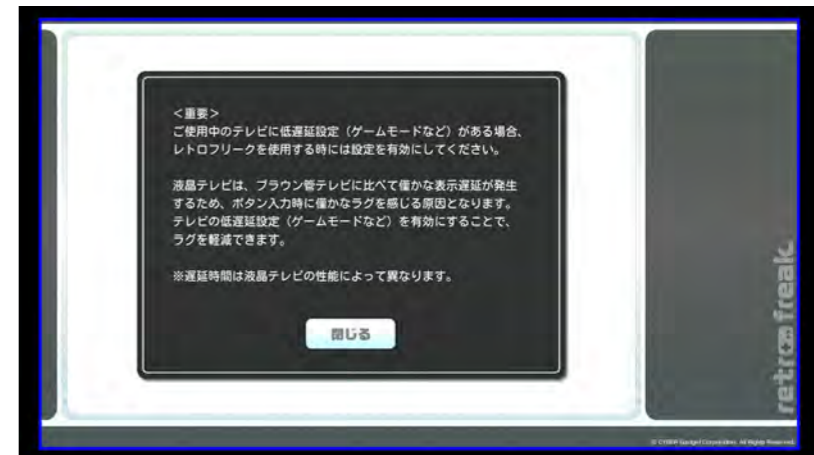 <重要>
ご使用中のテレビに低遅延設定（ゲームモードなど）がある場合、
レトロフリークを使用する時には設定を有効にしてください。
液晶テレビは、ブラウン管テレビに比べて僅かな表示遅延が発生
するため、ボタン入力時に僅かなラグを感じる原因となります。
テレビの低遅延設定（ゲームモードなど）を有効にすることで、
ラグを軽減できます。
※遅延時間は液晶テレビの性能によって異なります。
閉じる
retro freak.
© CYBER Gadget Corporation. All Rights Reserved.